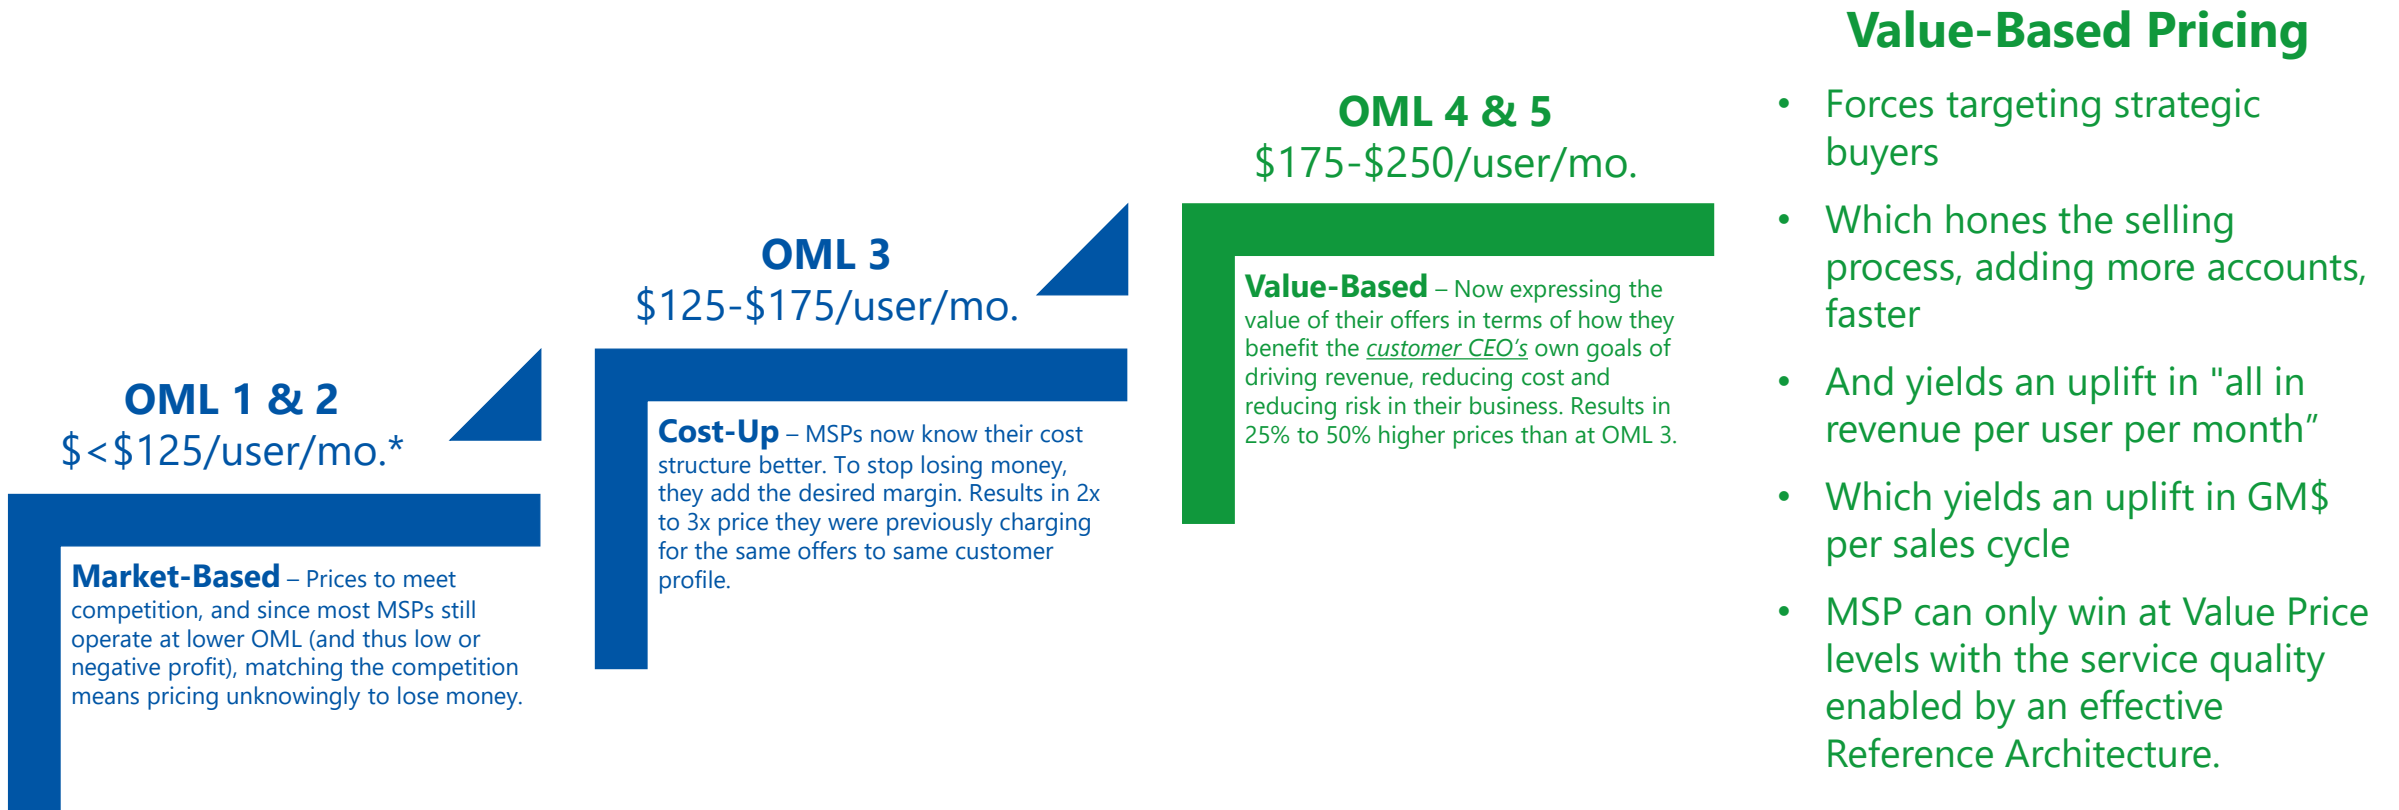 OML 1 & 2
$<$125/user/mo.*
Market-Based – Prices to meet
competition, and since most MSPs still
operate at lower OML (and thus low or
negative profit), matching the competition
means pricing unknowingly to lose money.
OML 3
$125-$175/user/mo.
Cost-Up – MSPs now know their cost
structure better. To stop losing money,
they add the desired margin. Results in 2x
to 3x price they were previously charging
for the same offers to same customer
profile.
OML 4 & 5
$175-$250/user/mo.
Value-Based – Now expressing the
value of their offers in terms of how they
benefit the customer CEO’s own goals of
driving revenue, reducing cost and
reducing risk in their business. Results in
25% to 50% higher prices than at OML 3.
Value-Based Pricing
• Forces targeting strategic
buyers
• Which hones the selling
process, adding more accounts,
faster
• And yields an uplift in "all in
revenue per user per month”
• Which yields an uplift in GM$
per sales cycle
• MSP can only win at Value Price
levels with the service quality
enabled by an effective
Reference Architecture.